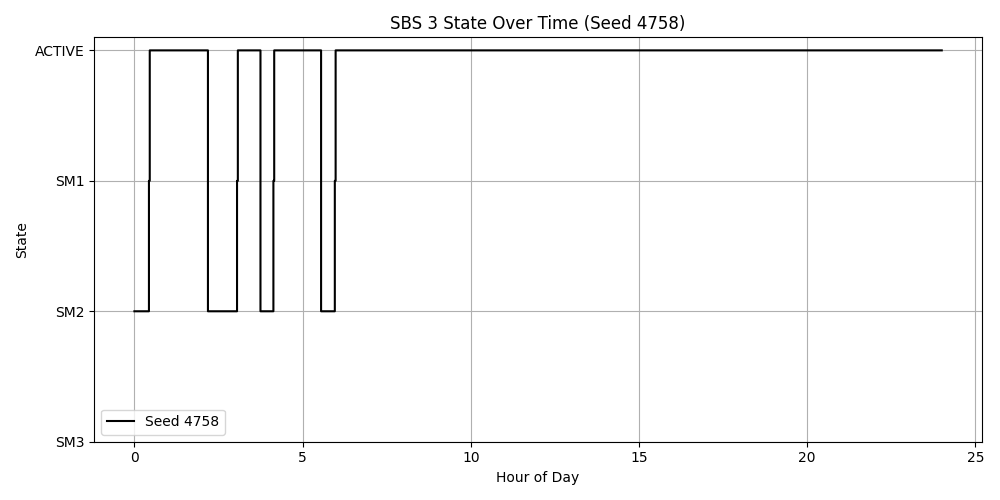 SBS 3 State Over Time (Seed 4758)
ACTIVE
SM1
SM2
SM3
State
Seed 4758
0 5 10 15 20 25
Hour of Day